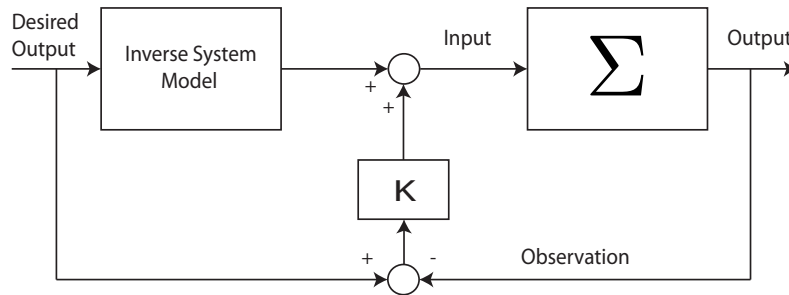 Desired
Output
Inverse System
Model
Input
Σ
Output
+
+
K
+
-
Observation